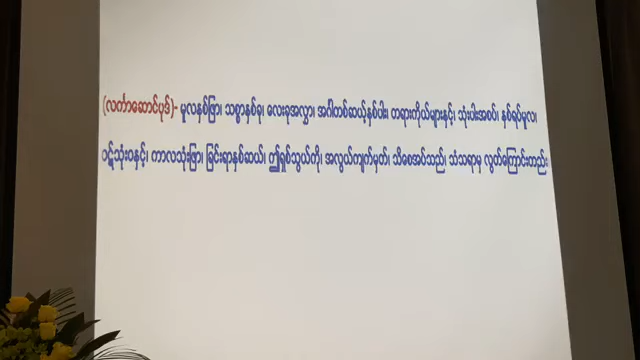 (လင်္ကာဆောင်ပုဒ်)- မူလနှစ်ဖြာ၊ သစ္စာနှစ်ခု၊ လေးခုအလွှာ၊ အင်္ဂါတစ်ဆယ့်နှစ်ပါး၊ တရားကိုယ်များနှင့်၊ သုံးပါးအစပ်၊ နှစ်ရပ်မူလ၊
ဝဋ်သုံးဝနှင့်၊ ကာလသုံးဖြာ၊ ခြင်းရာနှစ်ဆယ်၊ ဤရှစ်သွယ်ကို၊ အလွယ်ကျက်မှတ်၊ သိစေအပ်သည်၊ သံသရာမှ လွတ်ကြောင်းတည်း